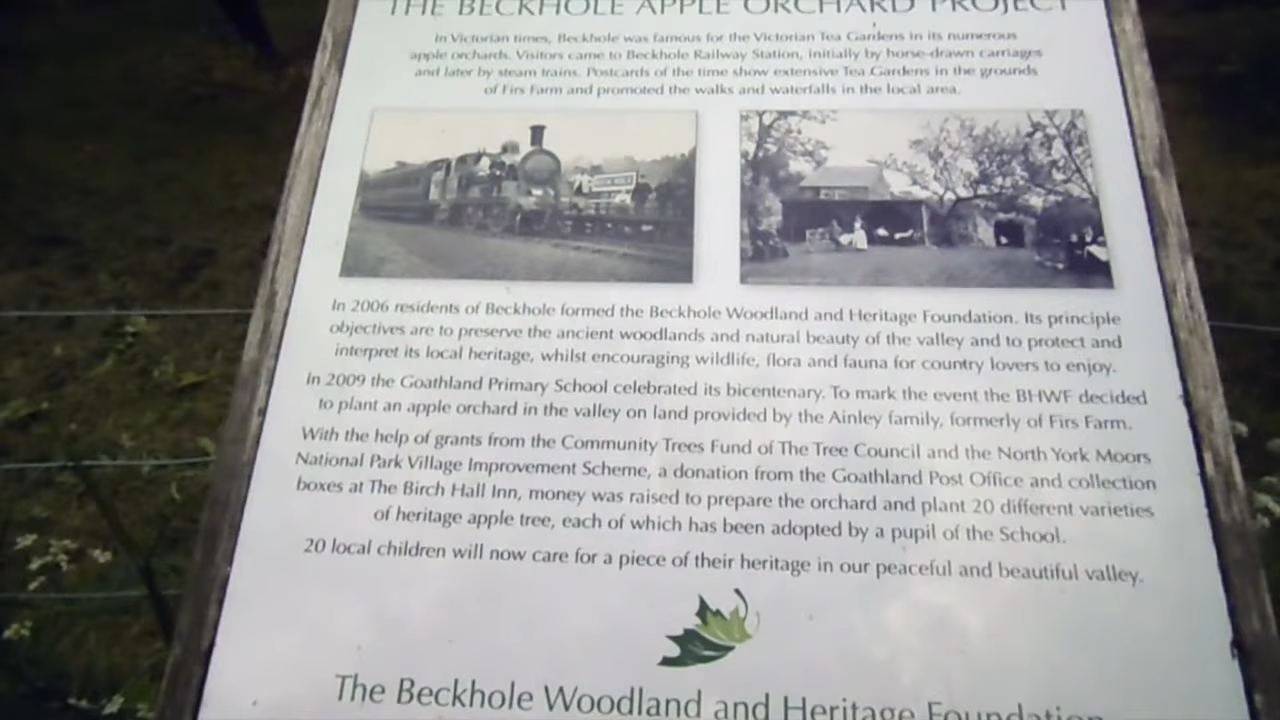 THE BECKHOLE APPLE ORCHARD PROJECT
In Victorian times, Beckhole was famous for the Victorian Tea Gardens in its numerous
apple orchards. Visitors came to Beckhole Railway Station, initially by horse-drawn carriages
and later by steam trains. Postcards of the time show extensive Tea Gardens in the grounds
of Firs Farm and promoted the walks and waterfalls in the local area.
In 2006 residents of Beckhole formed the Beckhole Woodland and Heritage Foundation. Its principle
objectives are to preserve the ancient woodlands and natural beauty of the valley and to protect and
interpret its local heritage, whilst encouraging wildlife, flora and fauna for country lovers to enjoy.
In 2009 the Goathland Primary School celebrated its bicentenary. To mark the event the BHWF decided
to plant an apple orchard in the valley on land provided by the Ainley family, formerly of Firs Farm.
With the help of grants from the Community Trees Fund of The Tree Council and the North York Moors
National Park Village Improvement Scheme, a donation from the Goathland Post Office and collection
boxes at The Birch Hall Inn, money was raised to prepare the orchard and plant 20 different varieties
of heritage apple tree, each of which has been adopted by a pupil of the School.
20 local children will now care for a piece of their heritage in our peaceful and beautiful valley.
The Beckhole Woodland and Heritage Foundation